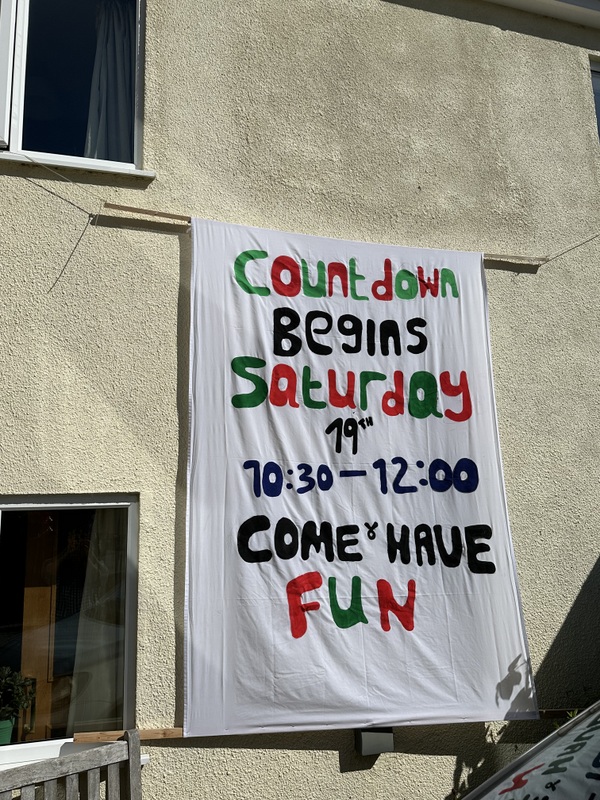 Countdown
Begins
Saturday
19TH
10:30 - 12:00
COME & HAVE
FUN